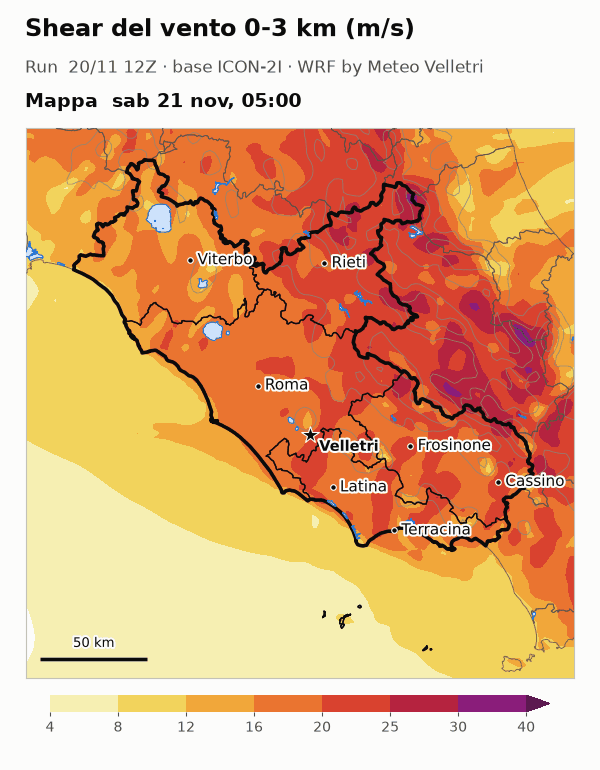 Shear del vento 0-3 km (m/s)
Run  20/11 12Z · base ICON-2I · WRF by Meteo Velletri
Mappa  sab 21 nov, 05:00
Viterbo
Rieti
Roma
Velletri
Frosinone
Cassino
Latina
Terracina
50 km
4 8 12 16 20 25 30 40